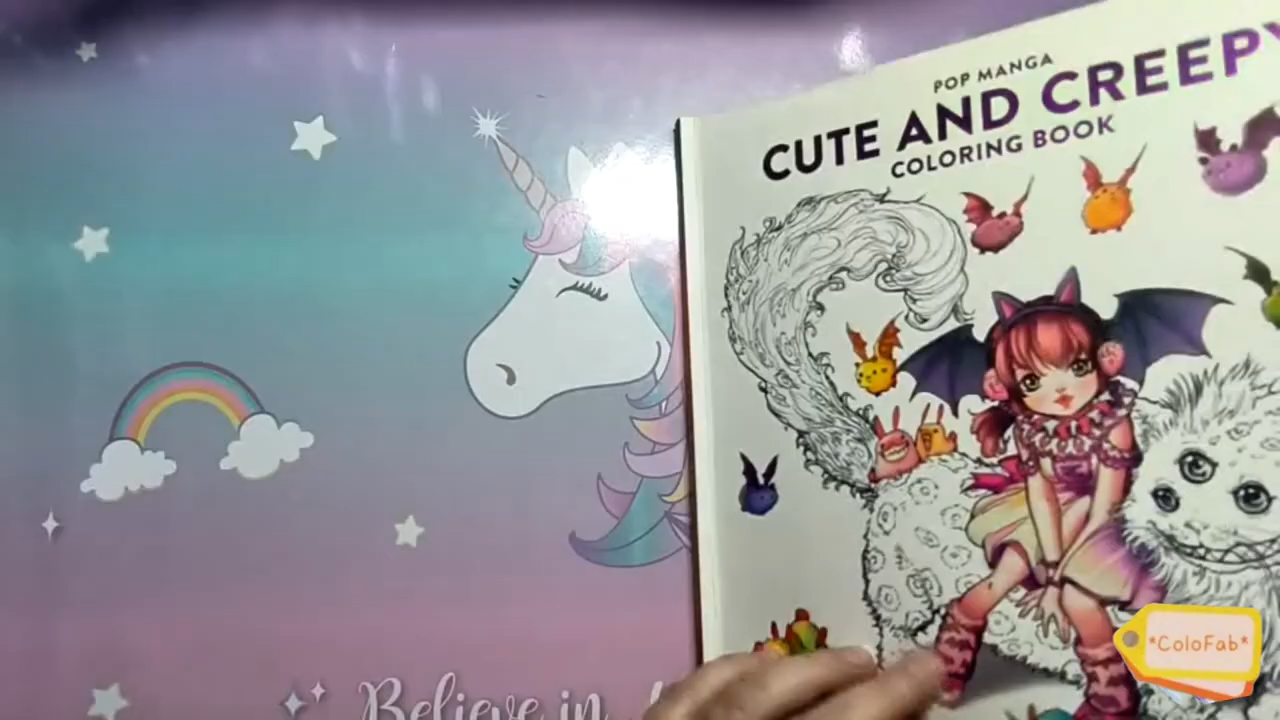 POP MANGA
CUTE AND CREEPY
COLORING BOOK
Believe in
*ColoFab*